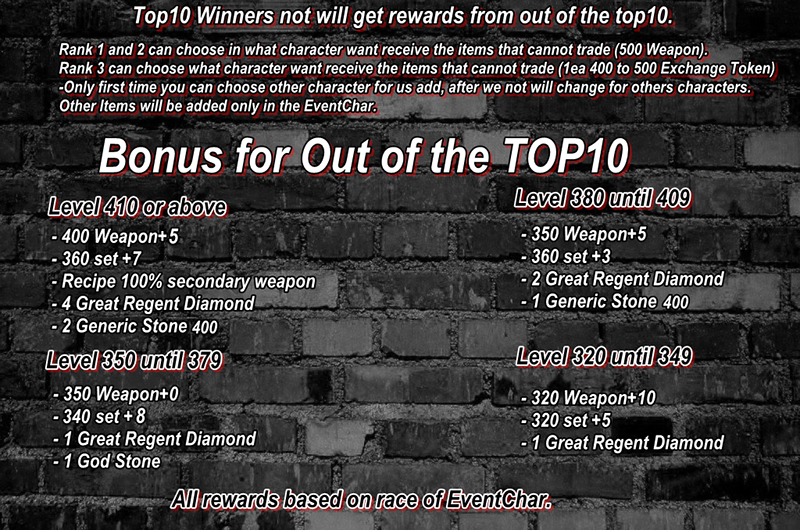 Top10 Winners not will get rewards from out of the top10.
Rank 1 and 2 can choose in what character want receive the items that cannot trade (500 Weapon).
Rank 3 can choose what character want receive the items that cannot trade (1ea 400 to 500 Exchange Token)
-Only first time you can choose other character for us add, after we not will change for others characters.
Other Items will be added only in the EventChar.
Bonus for Out of the TOP10
Level 410 or above
- 400 Weapon+5
- 360 set +7
- Recipe 100% secondary weapon
- 4 Great Regent Diamond
- 2 Generic Stone 400
Level 380 until 409
- 350 Weapon+5
- 360 set +3
- 2 Great Regent Diamond
- 1 Generic Stone 400
Level 350 until 379
- 350 Weapon+0
- 340 set +8
- 1 Great Regent Diamond
- 1 God Stone
Level 320 until 349
- 320 Weapon+10
- 320 set +5
- 1 Great Regent Diamond
All rewards based on race of EventChar.